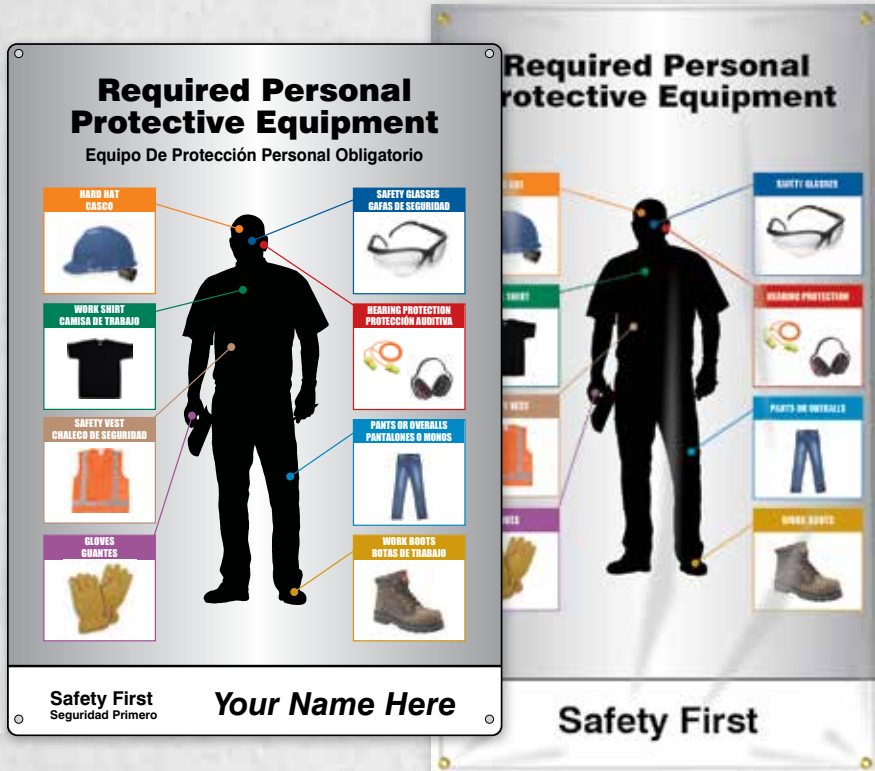 Required Personal
Protective Equipment
Equipo De Protección Personal Obligatorio
HARD HAT
CASCO
SAFETY GLASSES
GAFAS DE SEGURIDAD
WORK SHIRT
CAMISA DE TRABAJO
HEARING PROTECTION
PROTECCIÓN AUDITIVA
SAFETY VEST
CHALECO DE SEGURIDAD
PANTS OR OVERALLS
PANTALONES O MONOS
GLOVES
GUANTES
WORK BOOTS
BOTAS DE TRABAJO
Safety First
Seguridad Primero
Your Name Here
Required Personal
rotective Equipment
SAFETY GLASSES
SHIRT
HEARING PROTECTION
VEST
PANTS OR OVERALLS
WORK BOOTS
Safety First